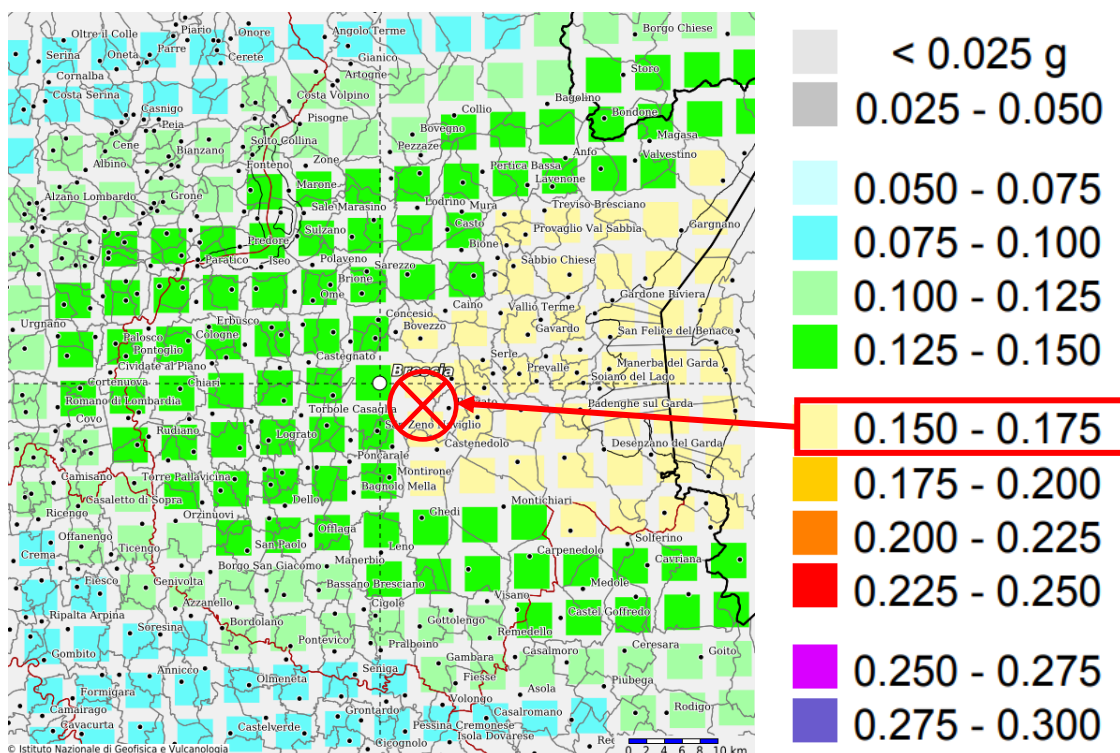 Oltre il Colle
Piario
Onore
Angolo Terme
Borgo Chiese
Serina
Oneta
Parre
Cerete
Gianico
Cornalba
Artogne
Storo
Costa Serina
Costa Volpino
Bagolino
Casnigo
Collio
Bondone
Peia
Pisogne
Bovegno
Magasa
Cene
Bianzano
Solto Collina
Pezzaze
Albino
Fonteno
Zone
Pertica Bassa
Anfo
Valvestino
Alzano Lombardo
Grone
Marone
Lavenone
Sale Marasino
Lodrino
Mura
Treviso Bresciano
Predore
Sulzano
Casto
Provaglio Val Sabbia
Gargnano
Bione
Paratico
Iseo
Polaveno
Sarezzo
Sabbio Chiese
Brione
Ome
Caino
Vallio Terme
Gardone Riviera
Urgnano
Erbusco
Concesio
Palosco
Cologne
Bovezzo
Gavardo
San Felice del Benaco
Pontoglio
Castegnato
Serle
Cividate al Piano
Prevalle
Manerba del Garda
Cortenuova
Chiari
Brescia
Soiano del Lago
Romano di Lombardia
Torbole Casaglia
Padenghe sul Garda
Covo
Rudiano
Lograto
San Zeno Naviglio
Castenedolo
Desenzano del Garda
Poncarale
Camisano
Torre Pallavicina
Montirone
Casaletto di Sopra
Dello
Bagnolo Mella
Montichiari
Ricengo
Orzinuovi
Ghedi
Offanengo
Offlaga
Solferino
Crema
Ticengo
San Paolo
Leno
Carpenedolo
Cavriana
Borgo San Giacomo
Manerbio
Fiesco
Genivolta
Bassano Bresciano
Medole
Azzanello
Cigole
Visano
Ripalta Arpina
Bordolano
Gottolengo
Castel Goffredo
Soresina
Remedello
Gombito
Pontevico
Pralboino
Casalmoro
Ceresara
Goito
Annicco
Seniga
Gambara
Olmeneta
Fiesse
Piubega
Formigara
Volongo
Asola
Camairago
Grontardo
Casalromano
Rodigo
Cavacurta
Castelverde
Pessina Cremonese
Isola Dovarese
Cicognolo
© Istituto Nazionale di Geofisica e Vulcanologia
0 2 4 6 8 10 km
< 0.025 g
0.025 - 0.050
0.050 - 0.075
0.075 - 0.100
0.100 - 0.125
0.125 - 0.150
0.150 - 0.175
0.175 - 0.200
0.200 - 0.225
0.225 - 0.250
0.250 - 0.275
0.275 - 0.300